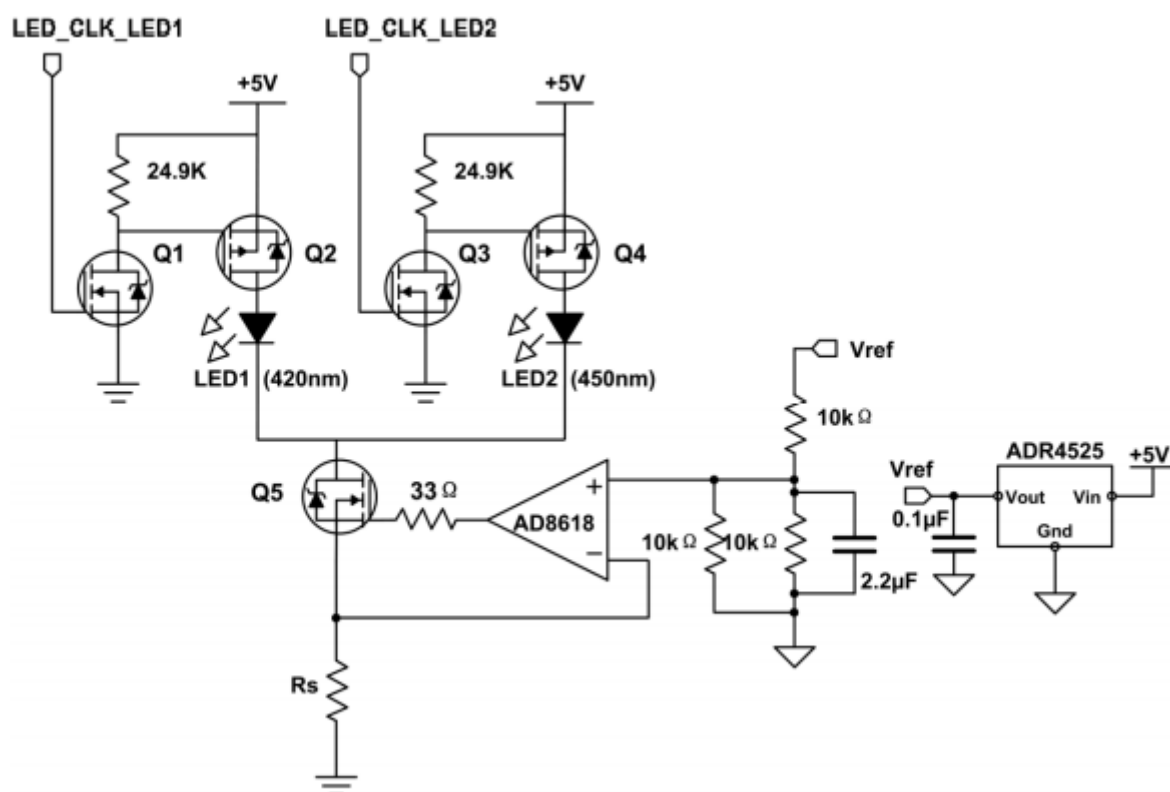 LED_CLK_LED1
LED_CLK_LED2
+5V
+5V
24.9K
24.9K
Q1
Q2
Q3
Q4
LED1 (420nm)
LED2 (450nm)
Vref
10kΩ
ADR4525
+5V
Vref
Vout
Vin
Gnd
0.1μF
Q5
33Ω
+
AD8618
−
10kΩ
10kΩ
2.2μF
Rs